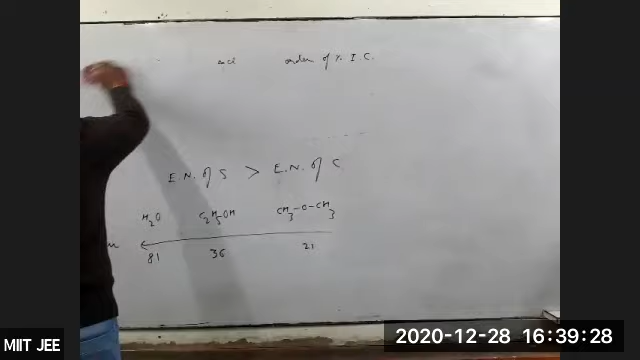 order of % I.C.
E.N. of S > E.N. of C
H2O C2H5OH CH3-O-CH3
81 36 21
MIIT JEE
2020-12-28 16:39:28